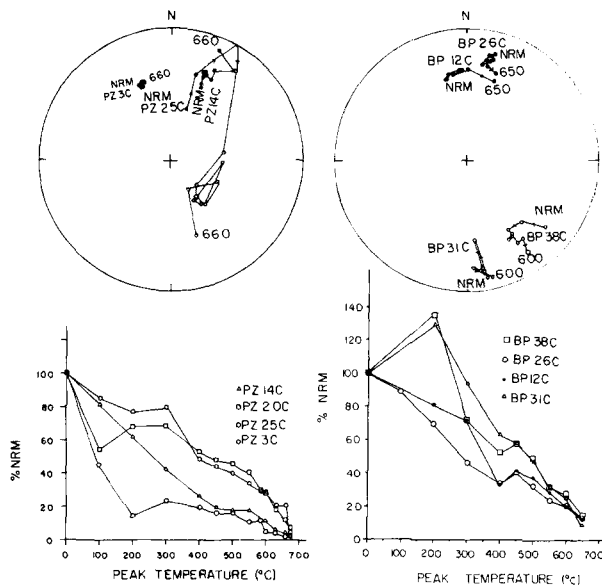 N
660
NRM
660
PZ 3C
NRM
PZ 25C
NRM
PZ14C
660
N
BP 26C
NRM
BP 12C
650
NRM
650
NRM
BP 31C
BP 38C
600
NRM
600
100
80
60
40
20
0
% NRM
△ PZ 14C
□ PZ 20C
○ PZ 25C
○ PZ 3C
0 100 200 300 400 500 600 700
PEAK TEMPERATURE (°C)
140
120
100
80
60
40
20
0
% NRM
□ BP 38C
○ BP 26C
• BP 12C
△ BP 31C
0 100 200 300 400 500 600 700
PEAK TEMPERATURE (°C)